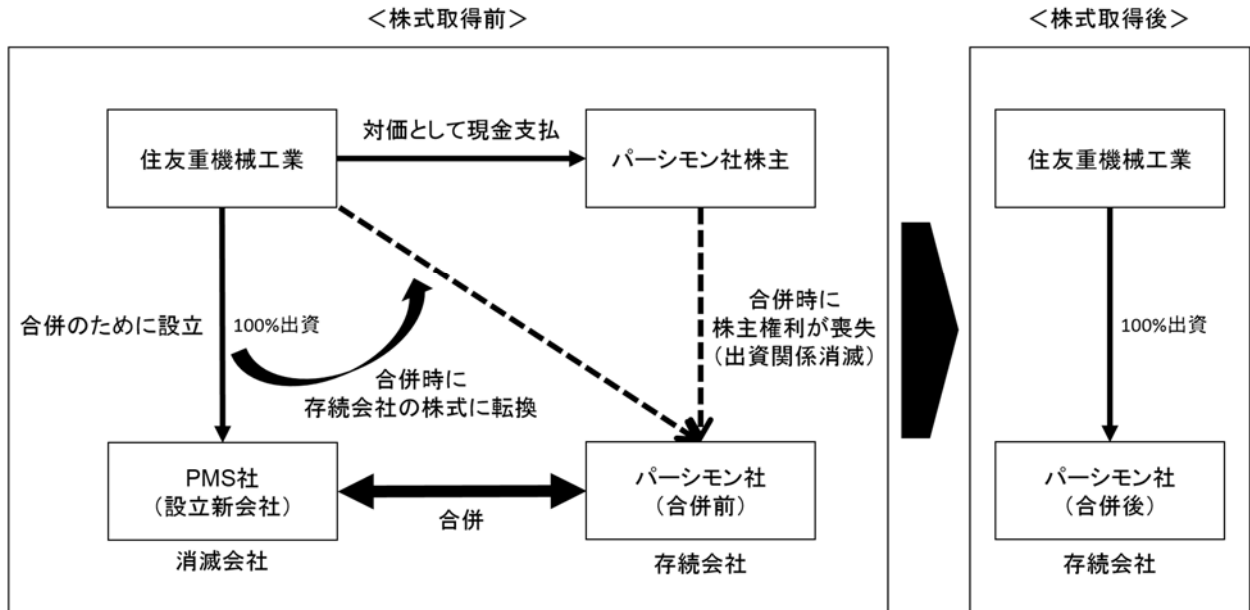 ＜株式取得前＞
＜株式取得後＞
住友重機械工業
対価として現金支払
パーシモン社株主
住友重機械工業
合併のために設立
100%出資
合併時に
存続会社の株式に転換
合併時に
株主権利が喪失
（出資関係消滅）
100%出資
PMS社
（設立新会社）
合併
パーシモン社
（合併前）
パーシモン社
（合併後）
消滅会社
存続会社
存続会社